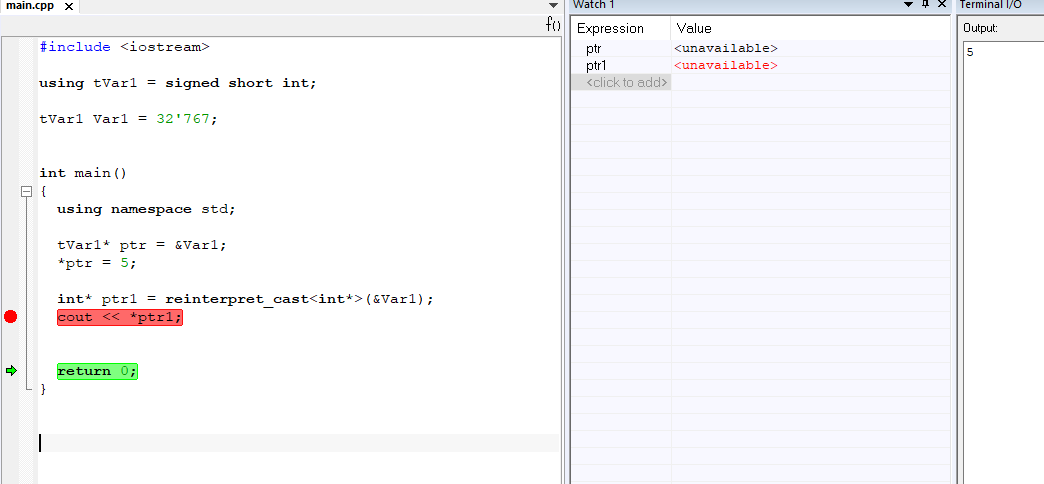 main.cpp
f()
#include <iostream>
using tVar1 = signed short int;
tVar1 Var1 = 32'767;
int main()
{
using namespace std;
tVar1* ptr = &Var1;
*ptr = 5;
int* ptr1 = reinterpret_cast<int*>(&Var1);
cout << *ptr1;
return 0;
}
Watch 1
Expression Value
ptr <unavailable>
ptr1 <unavailable>
<click to add>
Terminal I/O
Output:
5